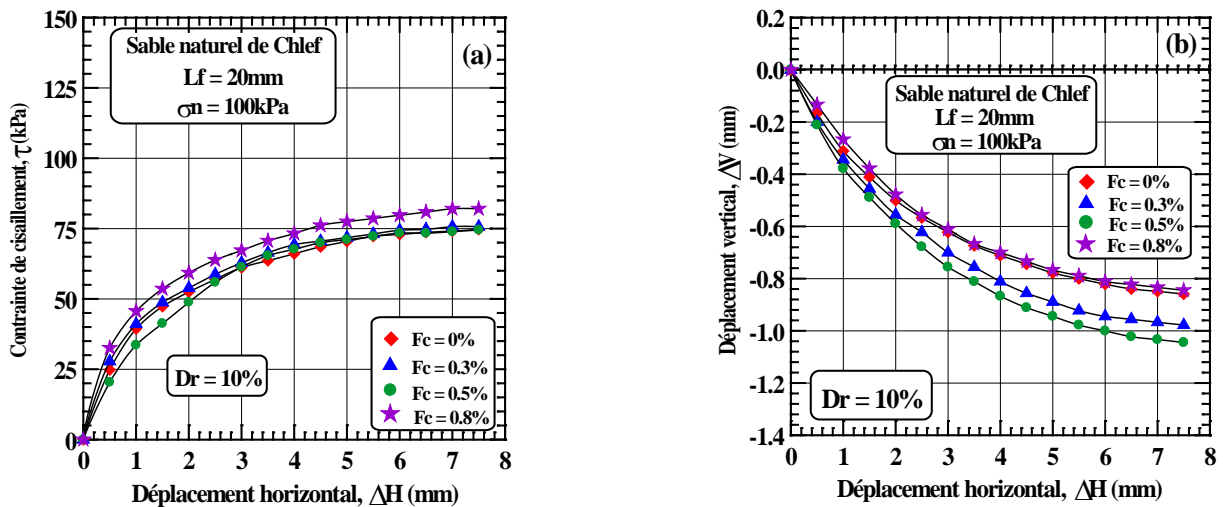 (a)
Sable naturel de Chlef
Lf = 20mm
σn = 100kPa
Contrainte de cisaillement, τ (kPa)
150
125
100
75
50
25
0
Fc = 0%
Fc = 0.3%
Fc = 0.5%
Fc = 0.8%
Dr = 10%
0 1 2 3 4 5 6 7 8
Déplacement horizontal, ΔH (mm)
(b)
Sable naturel de Chlef
Lf = 20mm
σn = 100kPa
Déplacement vertical, ΔV (mm)
0.2
0.0
-0.2
-0.4
-0.6
-0.8
-1.0
-1.2
-1.4
Fc = 0%
Fc = 0.3%
Fc = 0.5%
Fc = 0.8%
Dr = 10%
0 1 2 3 4 5 6 7 8
Déplacement horizontal, ΔH (mm)